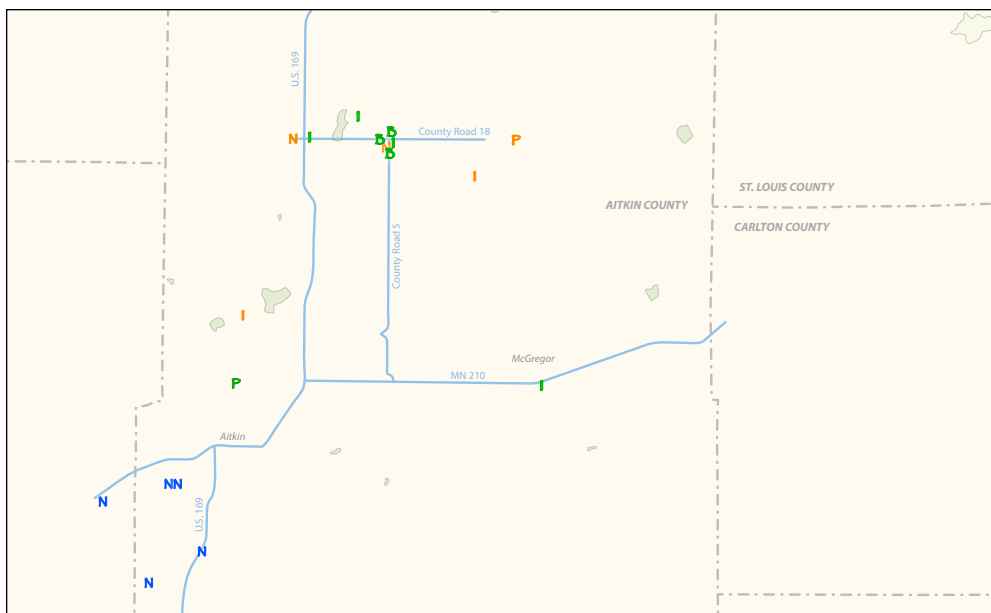 U.S. 169
I
N
I
B
B
I
N
B
County Road 18
P
I
ST. LOUIS COUNTY
AITKIN COUNTY
CARLTON COUNTY
County Road 5
I
McGregor
MN 210
P
I
Aitkin
NN
N
U.S. 169
N
N